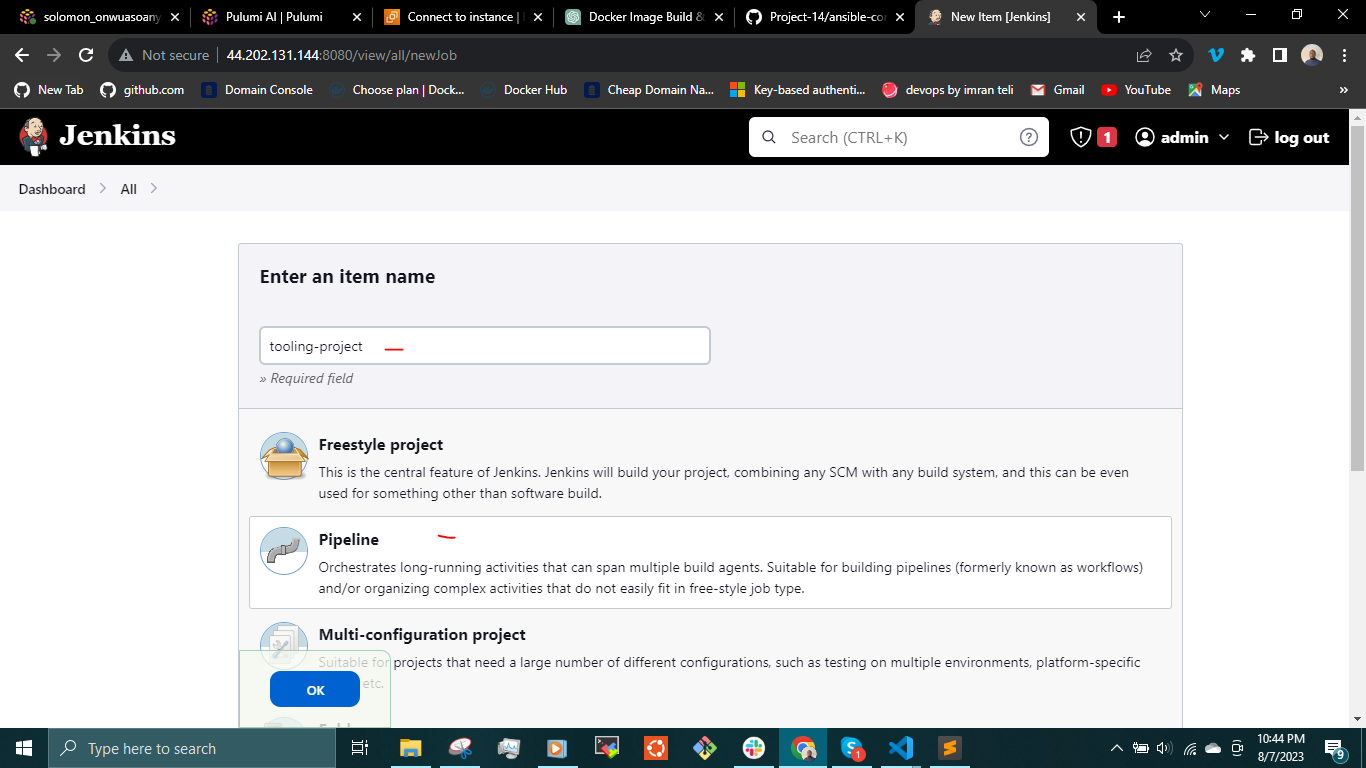 solomon_onwuasoany
Pulumi AI | Pulumi
Connect to instance |
Docker Image Build &
Project-14/ansible-co
New Item [Jenkins]
Not secure
44.202.131.144:8080/view/all/newJob
New Tab
github.com
Domain Console
Choose plan | Dock...
Docker Hub
Cheap Domain Na...
Key-based authenti...
devops by imran teli
Gmail
YouTube
Maps
»
Jenkins
Search (CTRL+K)
?
1
admin
log out
Dashboard
All
Enter an item name
tooling-project
» Required field
Freestyle project
This is the central feature of Jenkins. Jenkins will build your project, combining any SCM with any build system, and this can be even
used for something other than software build.
Pipeline
Orchestrates long-running activities that can span multiple build agents. Suitable for building pipelines (formerly known as workflows)
and/or organizing complex activities that do not easily fit in free-style job type.
Multi-configuration project
Suitable for projects that need a large number of different configurations, such as testing on multiple environments, platform-specific
etc.
OK
Type here to search
1
10:44 PM
8/7/2023
9